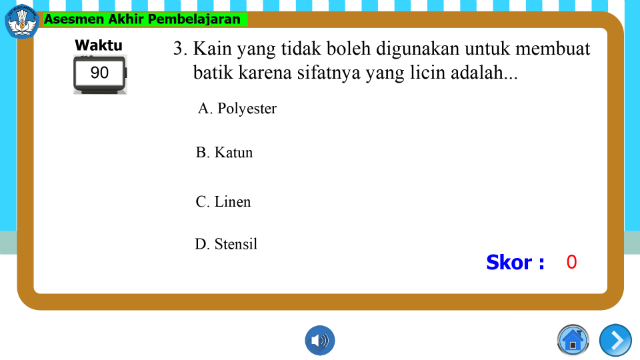 Asesmen Akhir Pembelajaran
Waktu
90
3. Kain yang tidak boleh digunakan untuk membuat
batik karena sifatnya yang licin adalah...
A. Polyester
B. Katun
C. Linen
D. Stensil
Skor : 0